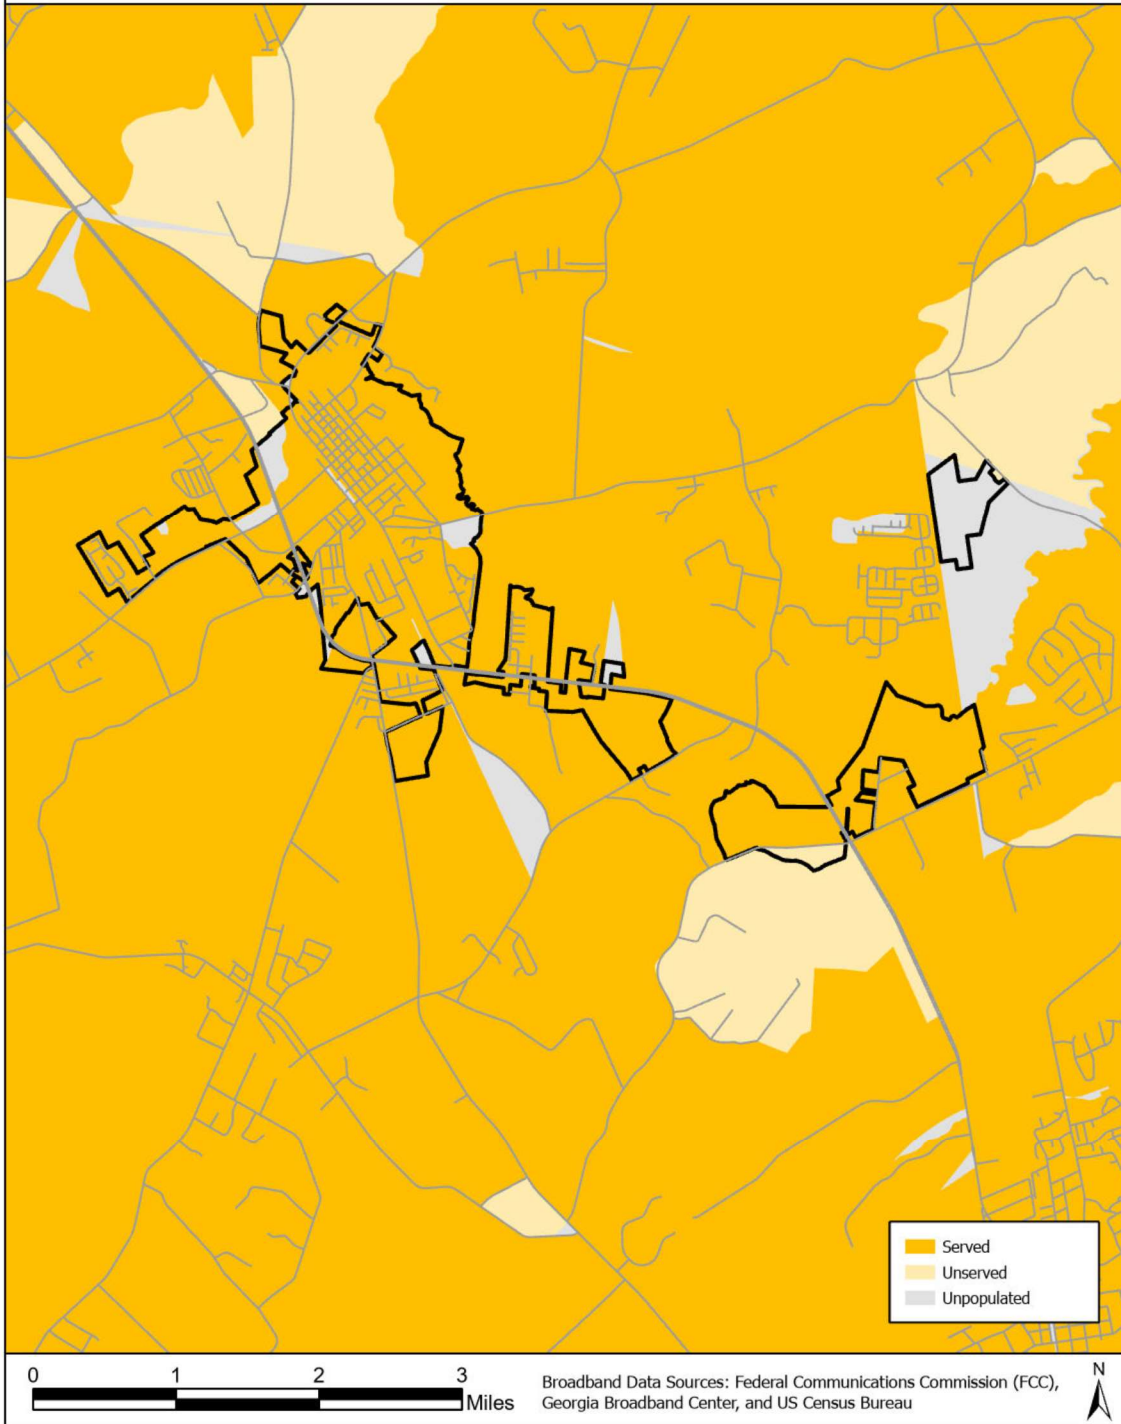 Served
Unserved
Unpopulated
0 1 2 3
Miles
Broadband Data Sources: Federal Communications Commission (FCC),
Georgia Broadband Center, and US Census Bureau
N